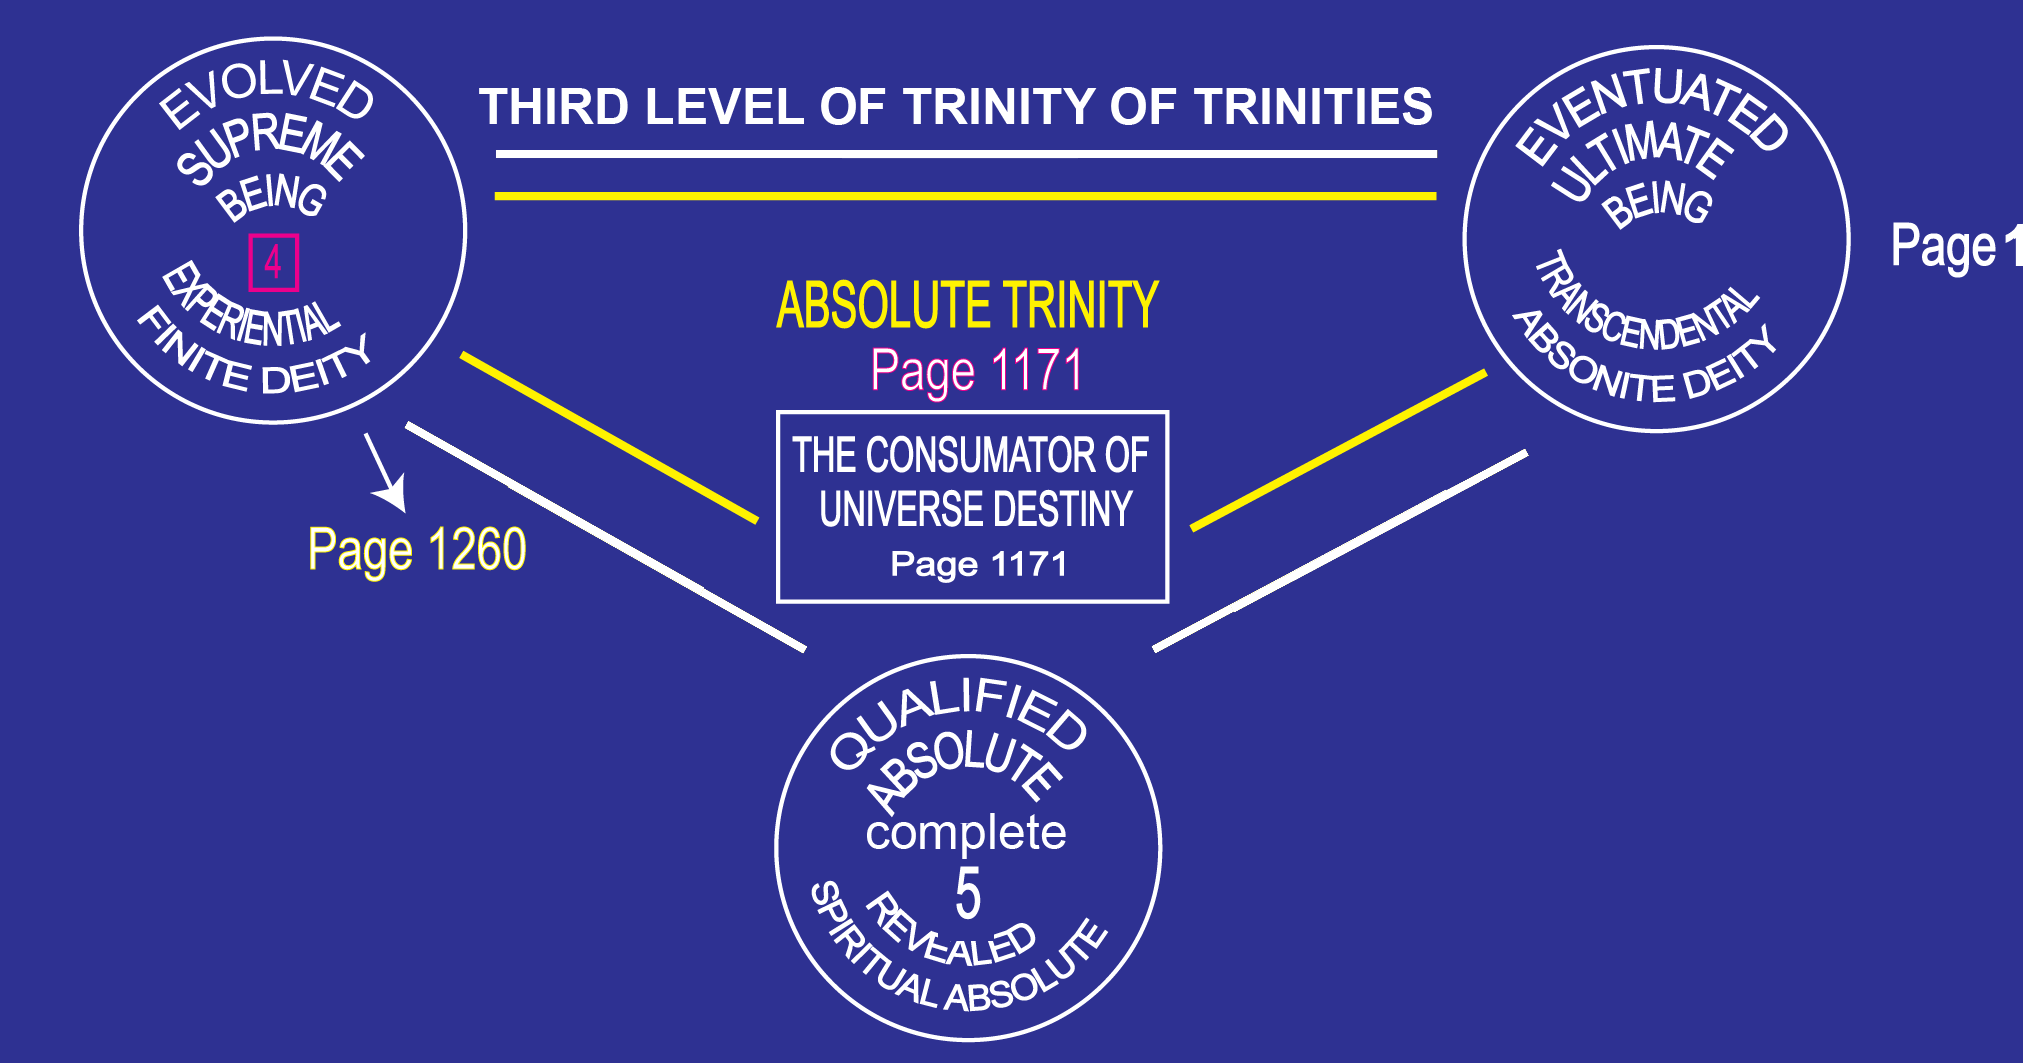 EVOLVED
SUPREME
BEING
4
EXPERIENTIAL
FINITE DEITY
THIRD LEVEL OF TRINITY OF TRINITIES
EVENTUATED
ULTIMATE
BEING
TRANSCENDENTAL
ABSONITE DEITY
Page 1
ABSOLUTE TRINITY
Page 1171
THE CONSUMATOR OF
UNIVERSE DESTINY
Page 1171
Page 1260
QUALIFIED
ABSOLUTE
complete
5
REVEALED
SPIRITUAL ABSOLUTE